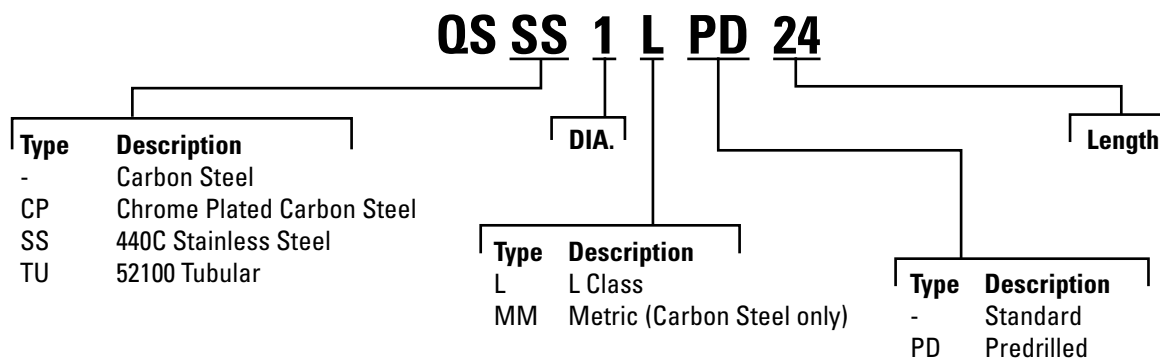 QS SS 1 L PD 24
Type Description
- Carbon Steel
CP Chrome Plated Carbon Steel
SS 440C Stainless Steel
TU 52100 Tubular
DIA.
Type Description
L L Class
MM Metric (Carbon Steel only)
Length
Type Description
- Standard
PD Predrilled